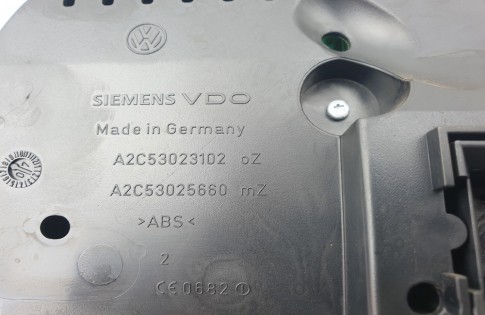 SIEMENS VDO
Made in Germany
A2C53023102 oZ
A2C53025660 mZ
>ABS<
2
CE 0682